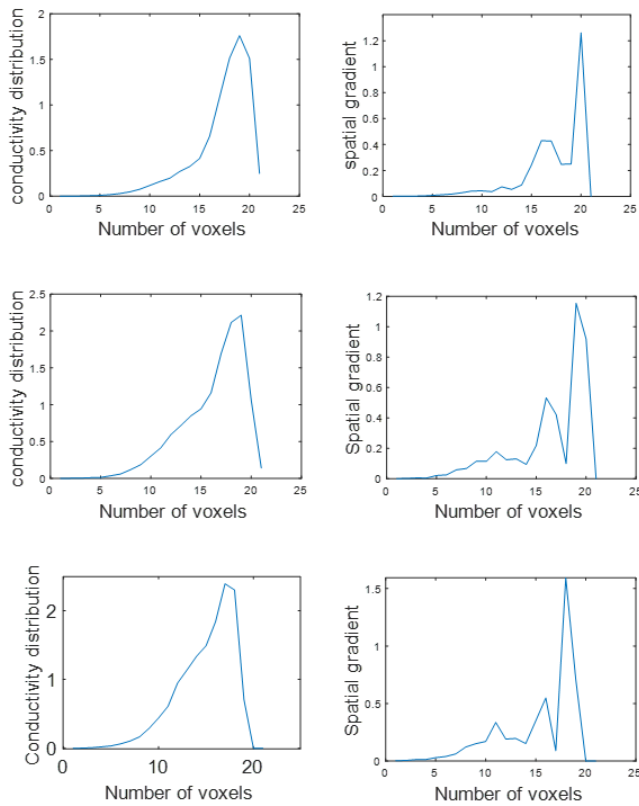 conductivity distribution
2
1.5
1
0.5
0
0 5 10 15 20 25
Number of voxels
spatial gradient
1.2
1
0.8
0.6
0.4
0.2
0
0 5 10 15 20 25
Number of voxels
conductivity distribution
2.5
2
1.5
1
0.5
0
0 5 10 15 20 25
Number of voxels
Spatial gradient
1.2
1
0.8
0.6
0.4
0.2
0
0 5 10 15 20 25
Number of voxels
Conductivity distribution
2
1
0
0 10 20
Number of voxels
Spatial gradient
1.5
1
0.5
0
0 5 10 15 20 25
Number of voxels